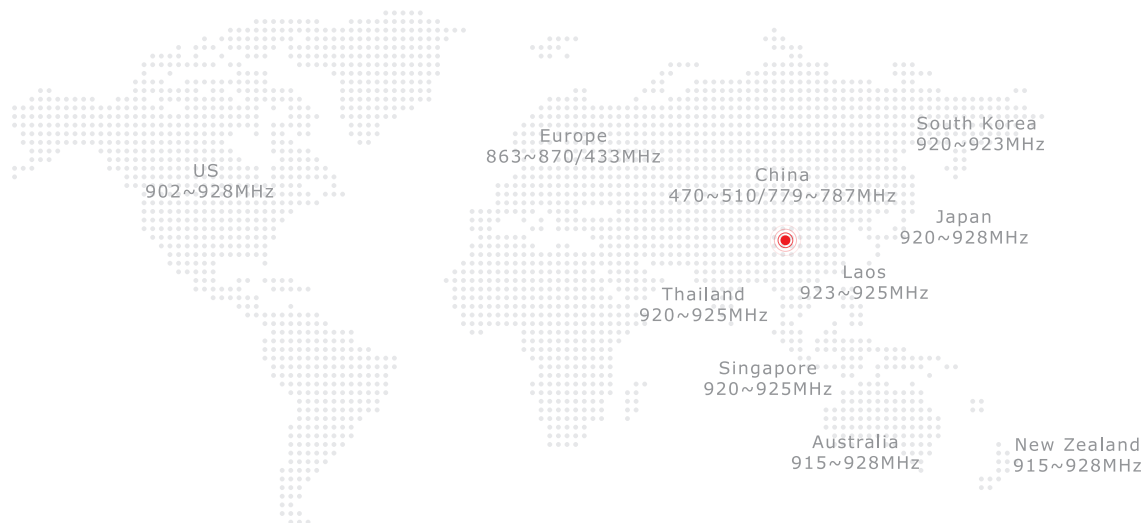 South Korea
920~923MHz
Europe
863~870/433MHz
US
902~928MHz
China
470~510/779~787MHz
Japan
920~928MHz
Laos
923~925MHz
Thailand
920~925MHz
Singapore
920~925MHz
Australia
915~928MHz
New Zealand
915~928MHz